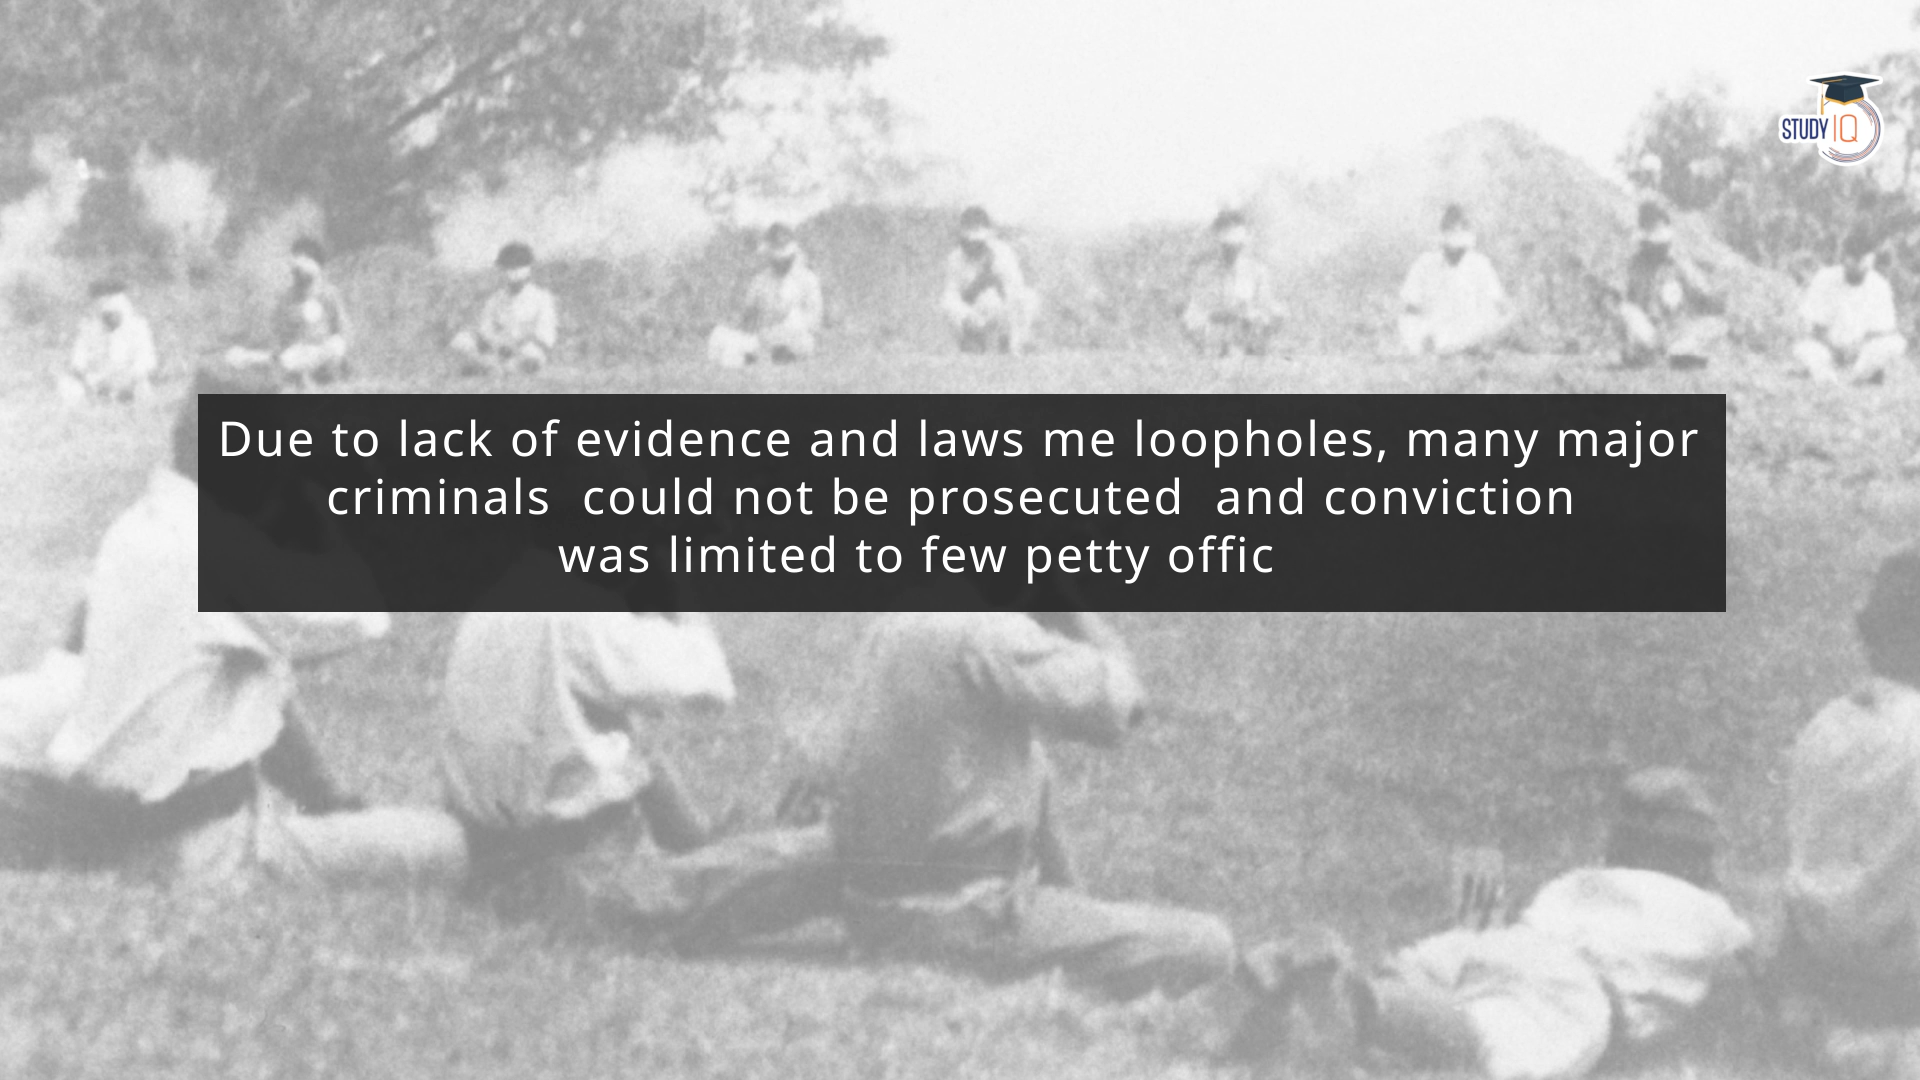 STUDY IQ
Due to lack of evidence and laws me loopholes, many major
criminals could not be prosecuted and conviction
was limited to few petty offic